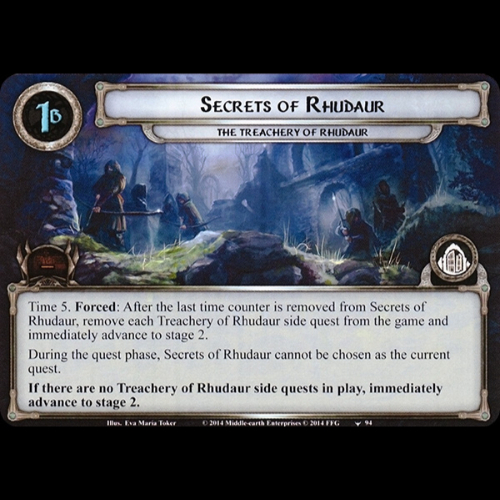 1B
SECRETS OF RHUDAUR
THE TREACHERY OF RHUDAUR
Time 5. Forced: After the last time counter is removed from Secrets of
Rhudaur, remove each Treachery of Rhudaur side quest from the game and
immediately advance to stage 2.
During the quest phase, Secrets of Rhudaur cannot be chosen as the current
quest.
If there are no Treachery of Rhudaur side quests in play, immediately
advance to stage 2.
Illus. Eva Maria Toker © 2014 Middle-earth Enterprises © 2014 FFG 94